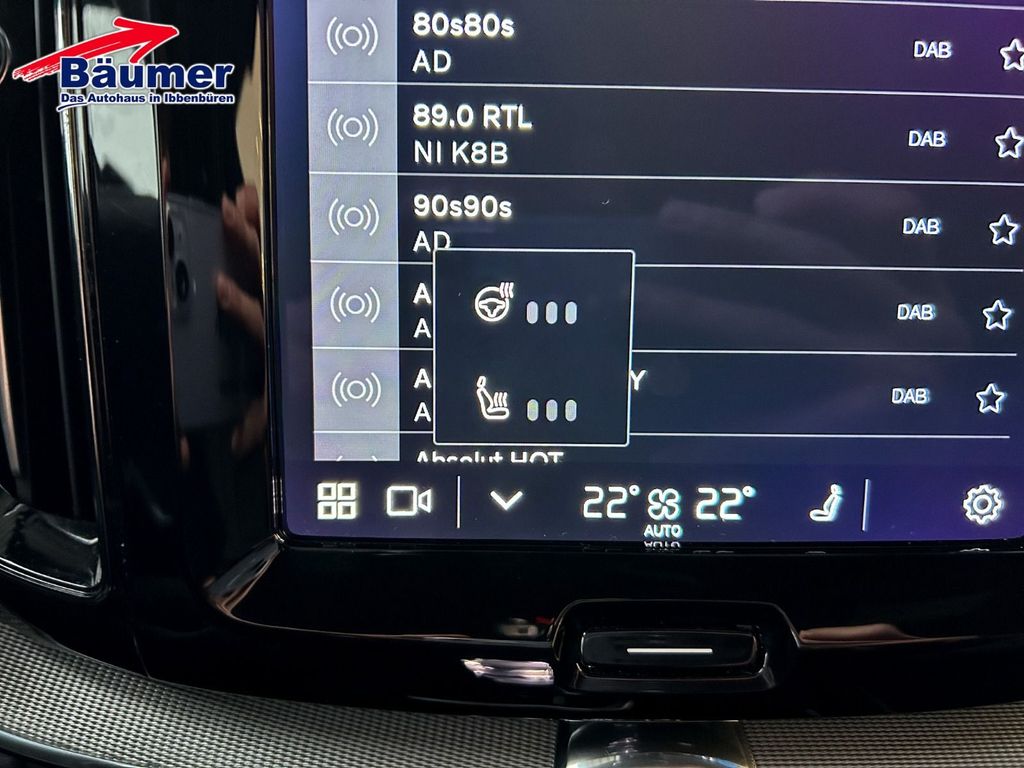 Bäumer
Das Autohaus in Ibbenbüren
80s80s
AD
DAB
89.0 RTL
NI K8B
DAB
90s90s
AD
DAB
A
A
DAB
A
Y
A
DAB
Absolut HOT
22° 22°
AUTO